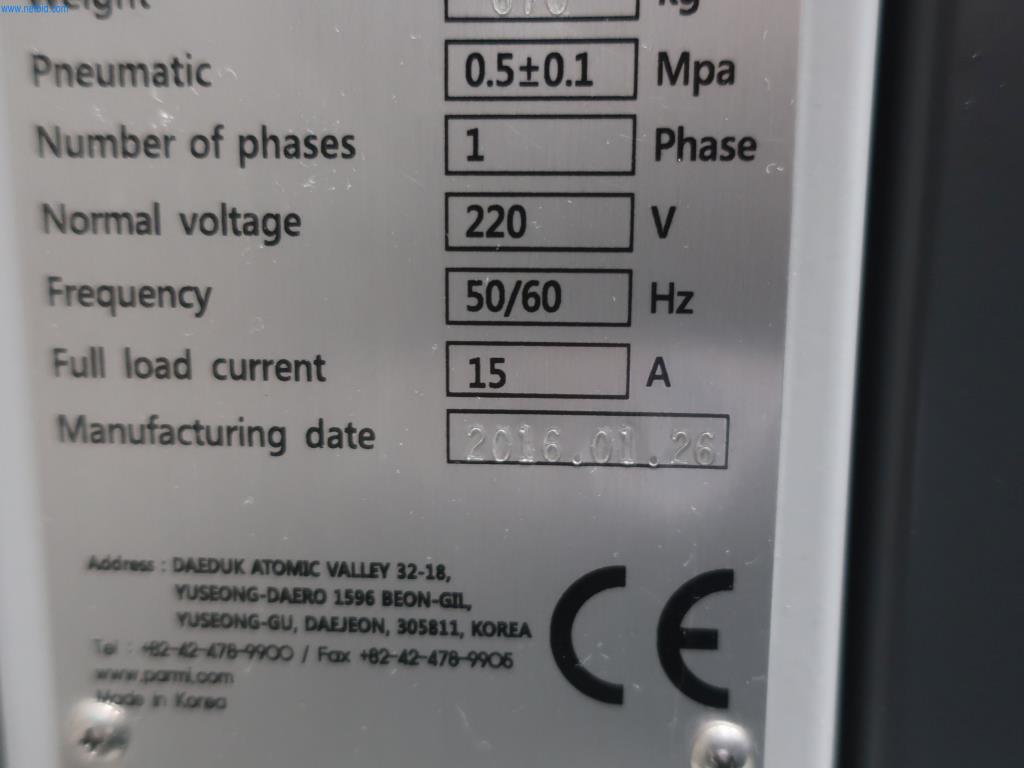 www.netbid.com
Pneumatic 0.5±0.1 Mpa
Number of phases 1 Phase
Normal voltage 220 V
Frequency 50/60 Hz
Full load current 15 A
Manufacturing date 2016.01.26
Address : DAEDUK ATOMIC VALLEY 32-18,
YUSEONG-DAERO 1596 BEON-GIL,
YUSEONG-GU, DAEJEON, 305811, KOREA
Tel : +82-42-478-9900 / Fax +82-42-478-9906
www.parmi.com
Made in Korea
CE